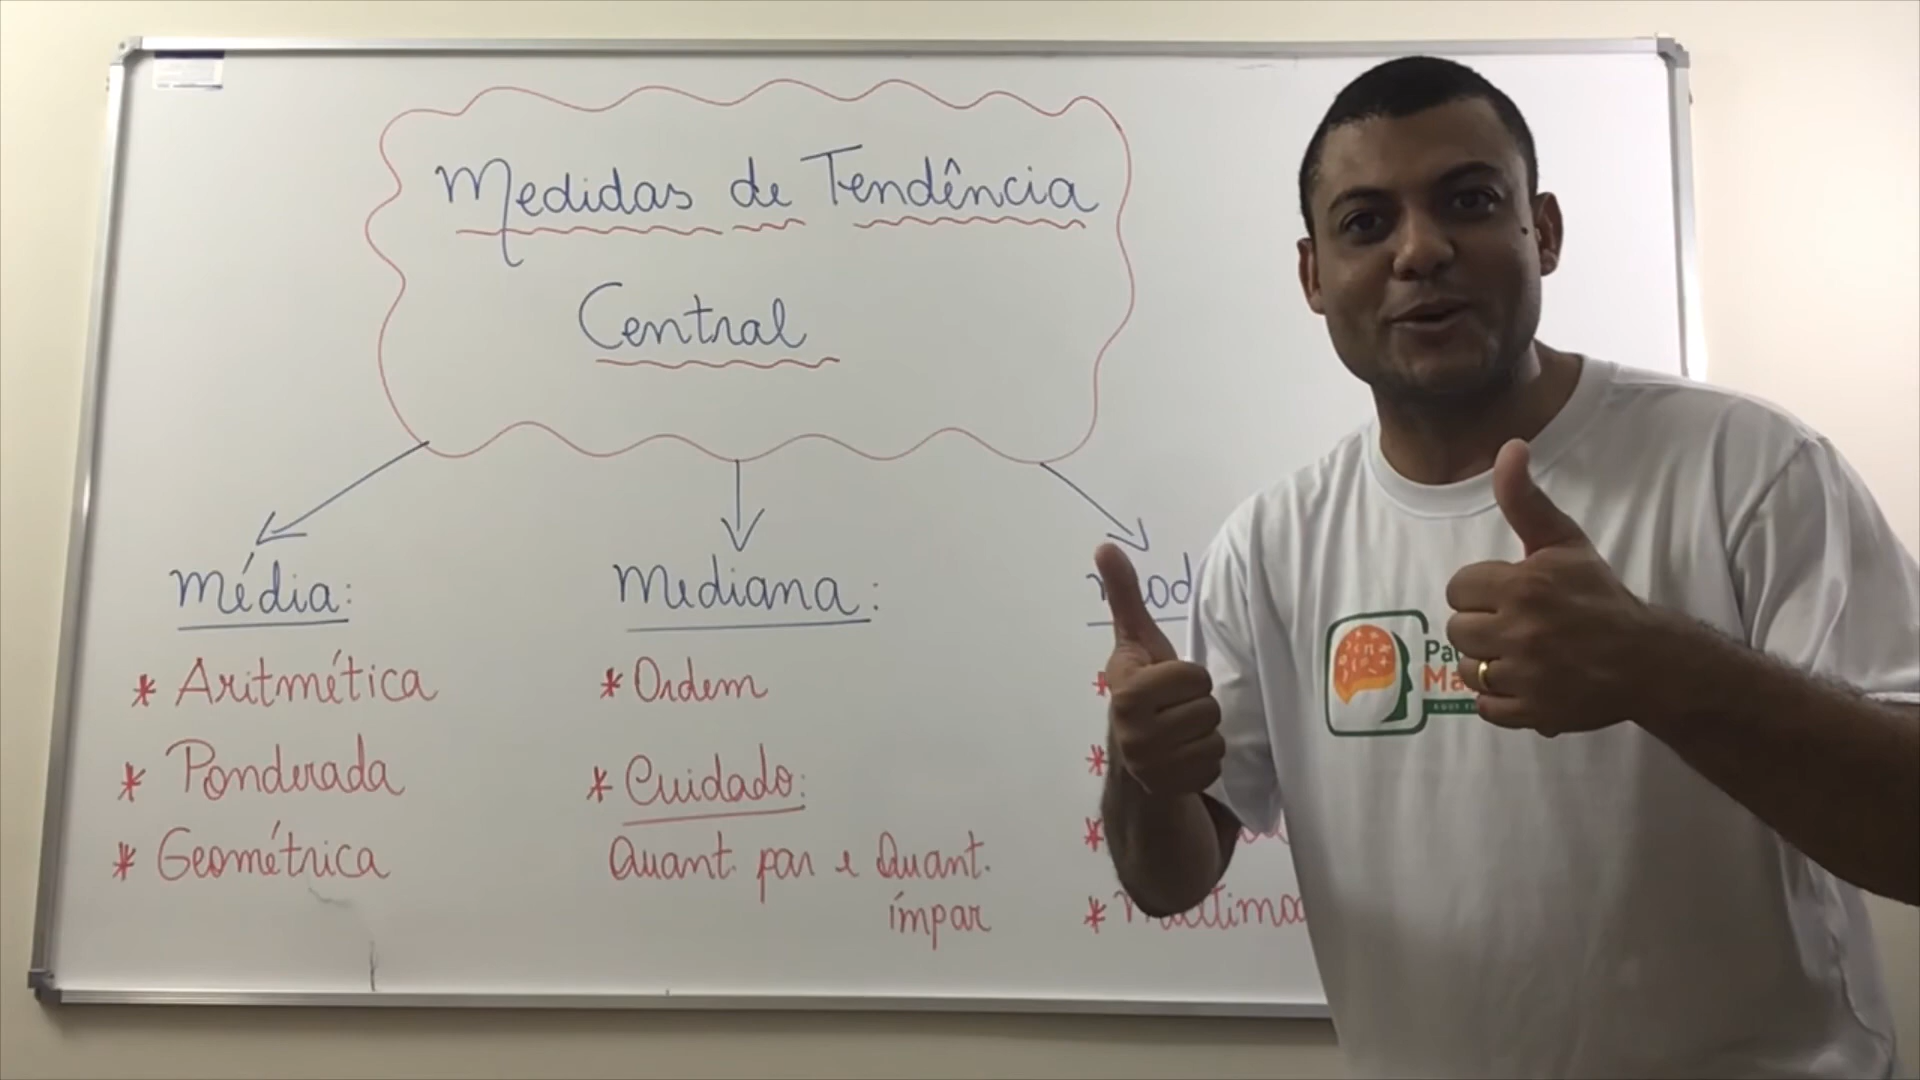 Medidas de Tendência
Central
Média:
* Aritmética
* Ponderada
* Geométrica
Mediana:
* Ordem
* Cuidado:
Quant. par e Quant.
ímpar
*
*
*
*